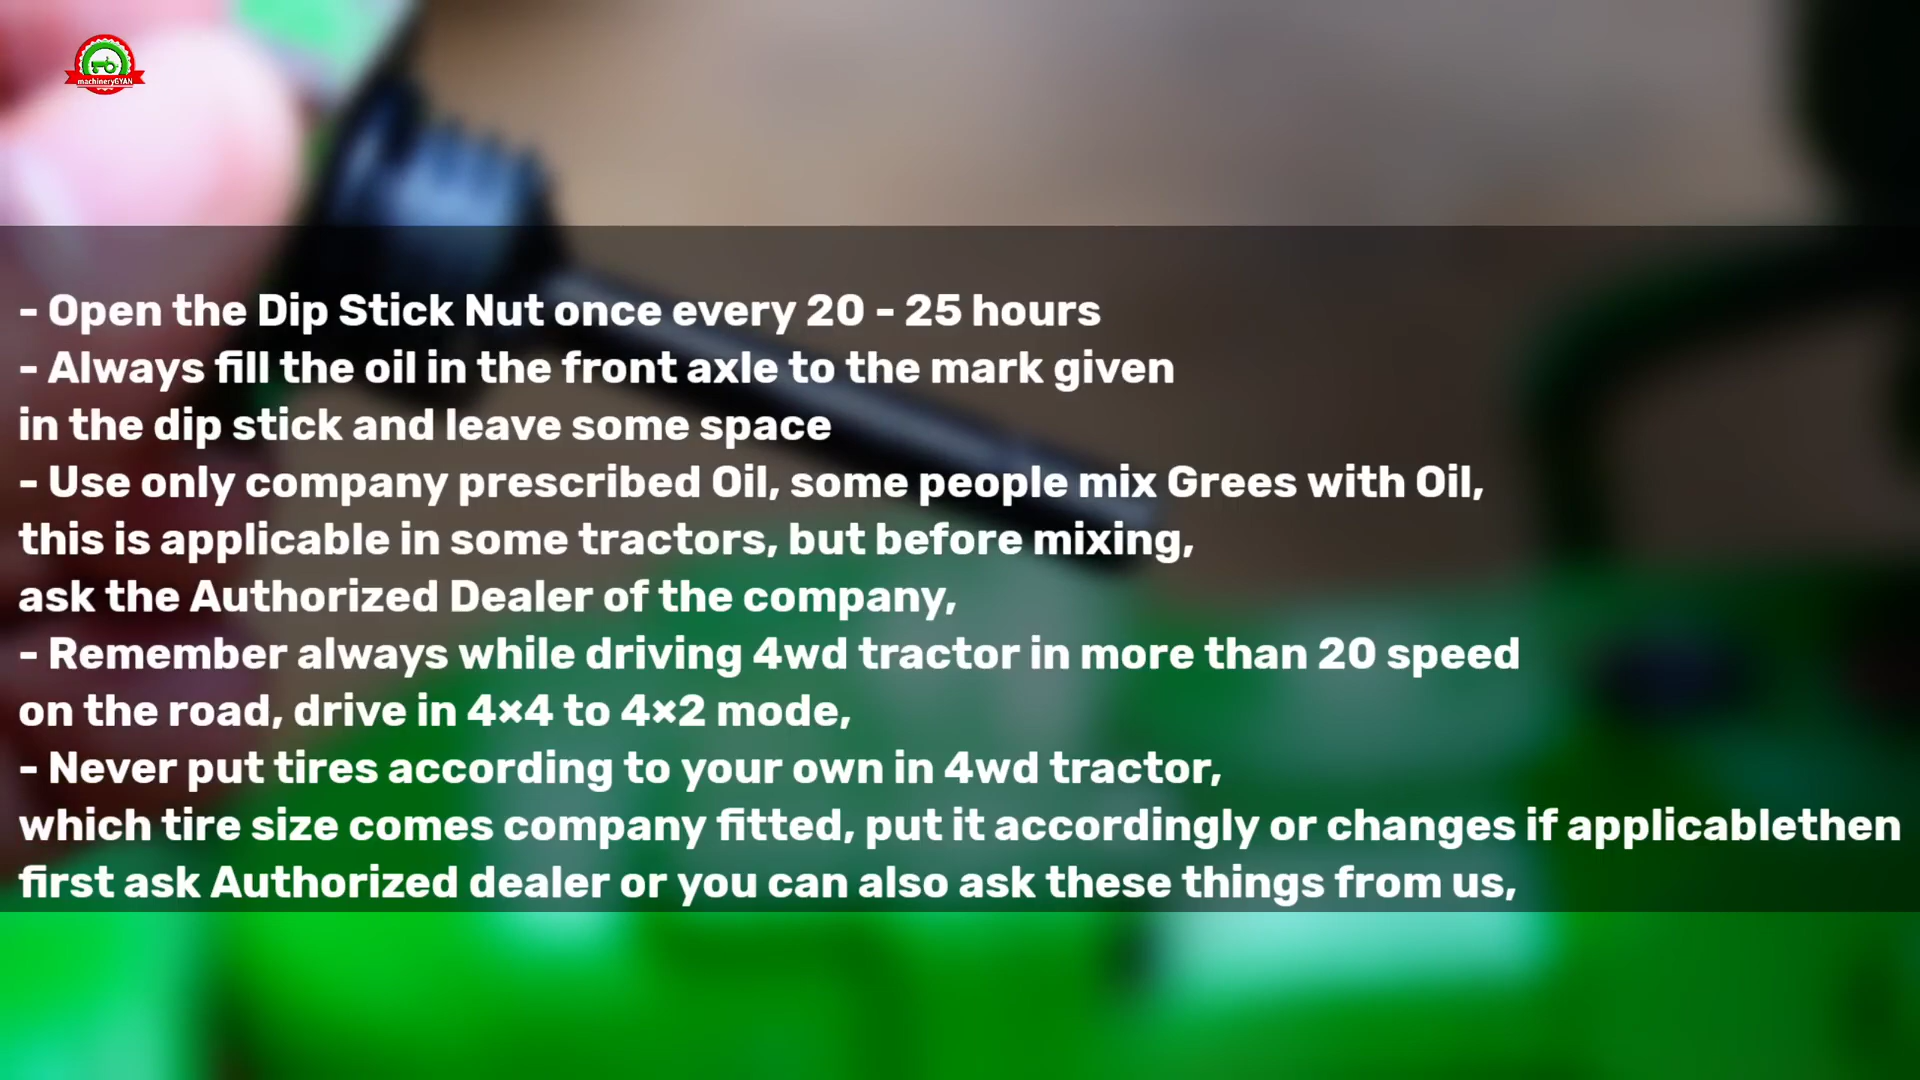 machineryGYAN
- Open the Dip Stick Nut once every 20 - 25 hours
- Always fill the oil in the front axle to the mark given
in the dip stick and leave some space
- Use only company prescribed Oil, some people mix Grees with Oil,
this is applicable in some tractors, but before mixing,
ask the Authorized Dealer of the company,
- Remember always while driving 4wd tractor in more than 20 speed
on the road, drive in 4×4 to 4×2 mode,
- Never put tires according to your own in 4wd tractor,
which tire size comes company fitted, put it accordingly or changes if applicablethen
first ask Authorized dealer or you can also ask these things from us,